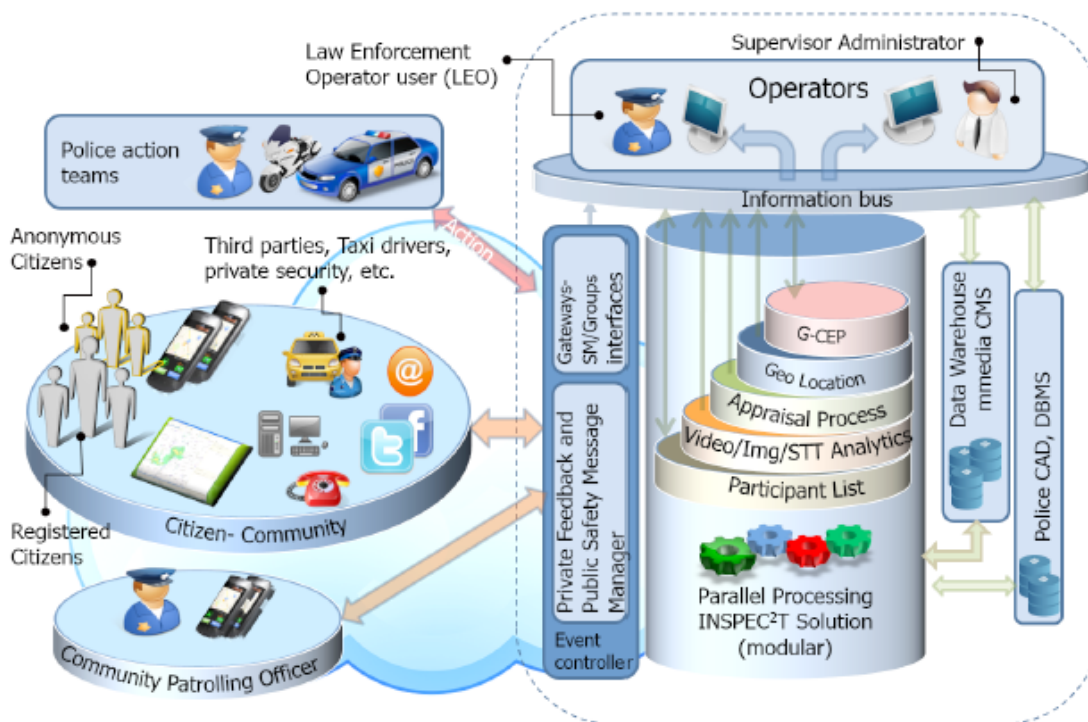 Law Enforcement
Operator user (LEO)
Supervisor Administrator
Operators
Police action
teams
POLICE
Information bus
Action
Anonymous
Citizens
Third parties, Taxi drivers,
private security, etc.
Gateways-
SM/Groups
interfaces
G-CEP
Geo Location
Appraisal Process
Video/Img/STT Analytics
Participant List
Data Warehouse
mmedia CMS
Police CAD, DBMS
@
f
t
Registered
Citizens
Citizen- Community
Private Feedback and
Public Safety Message
Manager
Event
controller
Parallel Processing
INSPEC²T Solution
(modular)
Community Patrolling Officer